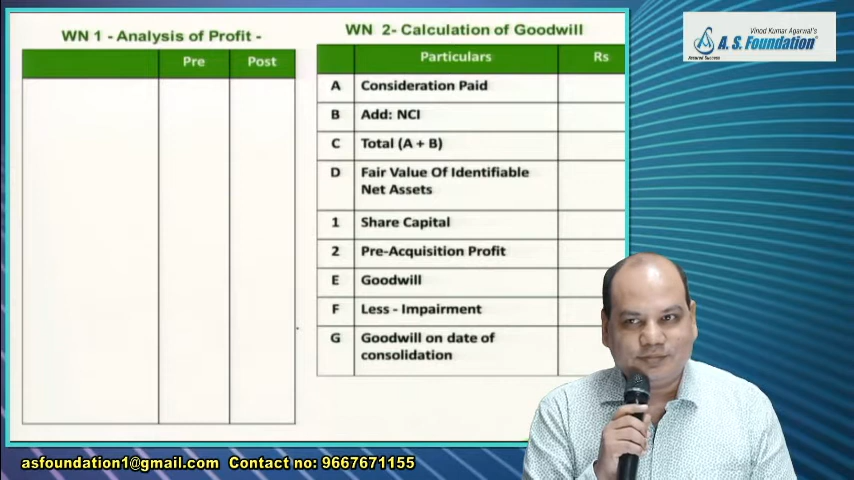 WN 1 - Analysis of Profit -
Pre
Post
WN 2- Calculation of Goodwill
Particulars
Rs
A
Consideration Paid
B
Add: NCI
C
Total (A + B)
D
Fair Value Of Identifiable
Net Assets
1
Share Capital
2
Pre-Acquisition Profit
E
Goodwill
F
Less - Impairment
G
Goodwill on date of
consolidation
Vinod Kumar Agarwal's
A. S. Foundation®
Assured Success
asfoundation1@gmail.com Contact no: 9667671155